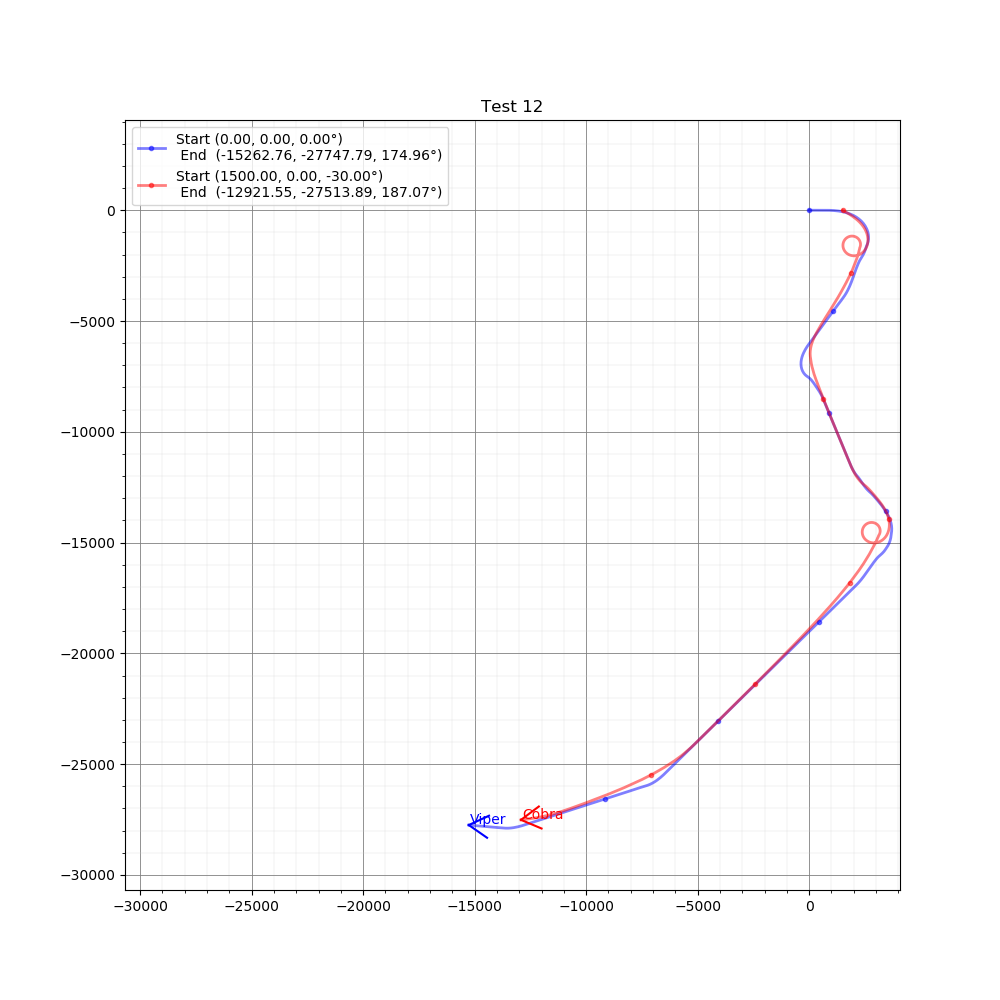 Test 12
Start (0.00, 0.00, 0.00°)
End (-15262.76, -27747.79, 174.96°)
Start (1500.00, 0.00, -30.00°)
End (-12921.55, -27513.89, 187.07°)
0
−5000
−10000
−15000
−20000
−25000
−30000
Viper
Cobra
−30000 −25000 −20000 −15000 −10000 −5000 0